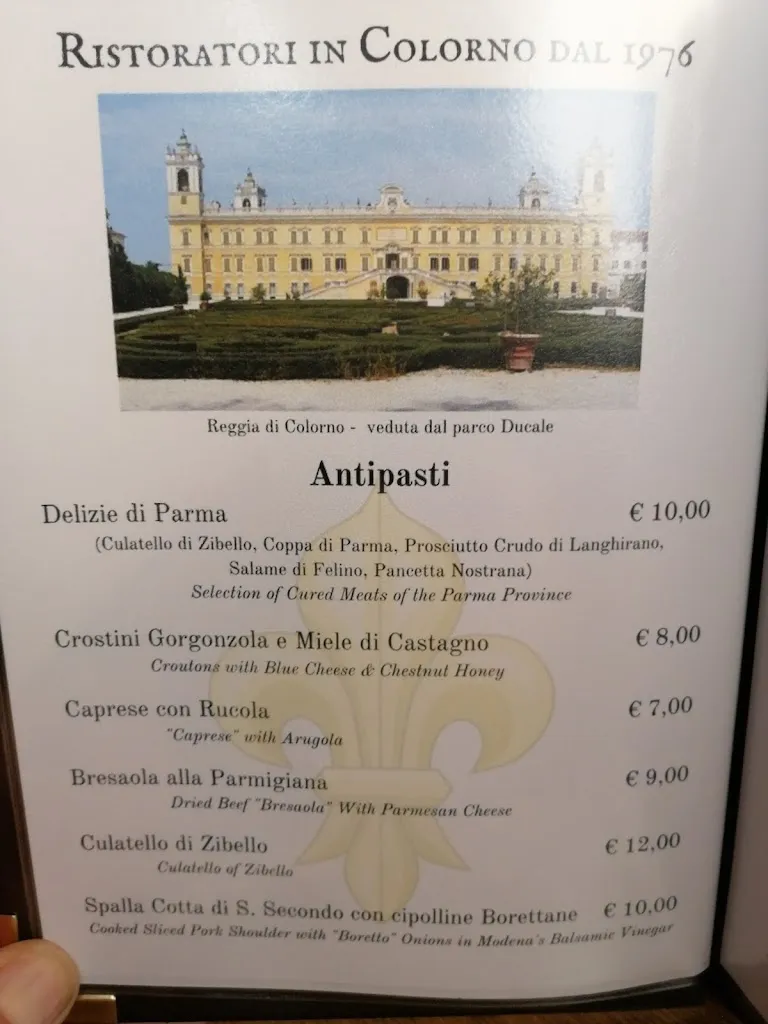 Ristoratori in Colorno dal 1976
Reggia di Colorno - veduta dal parco Ducale
Antipasti
Delizie di Parma € 10,00
(Culatello di Zibello, Coppa di Parma, Prosciutto Crudo di Langhirano,
Salame di Felino, Pancetta Nostrana)
Selection of Cured Meats of the Parma Province
Crostini Gorgonzola e Miele di Castagno € 8,00
Croutons with Blue Cheese & Chestnut Honey
Caprese con Rucola € 7,00
"Caprese" with Arugola
Bresaola alla Parmigiana € 9,00
Dried Beef "Bresaola" With Parmesan Cheese
Culatello di Zibello € 12,00
Culatello of Zibello
Spalla Cotta di S. Secondo con cipolline Borettane € 10,00
Cooked Sliced Pork Shoulder with "Boretto" Onions in Modena's Balsamic Vinegar